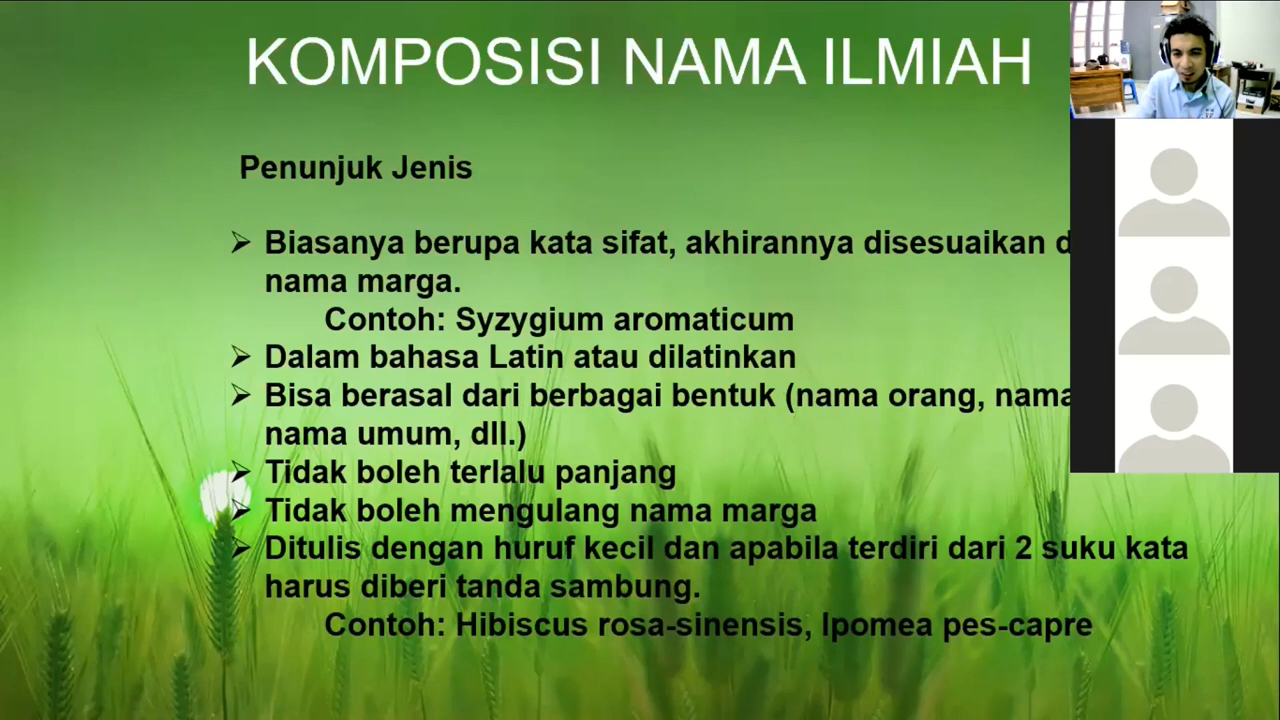 KOMPOSISI NAMA ILMIAH
Penunjuk Jenis
Biasanya berupa kata sifat, akhirannya disesuaikan
nama marga.
Contoh: Syzygium aromaticum
Dalam bahasa Latin atau dilatinkan
Bisa berasal dari berbagai bentuk (nama orang, nama
nama umum, dll.)
Tidak boleh terlalu panjang
Tidak boleh mengulang nama marga
Ditulis dengan huruf kecil dan apabila terdiri dari 2 suku kata
harus diberi tanda sambung.
Contoh: Hibiscus rosa-sinensis, Ipomea pes-capre